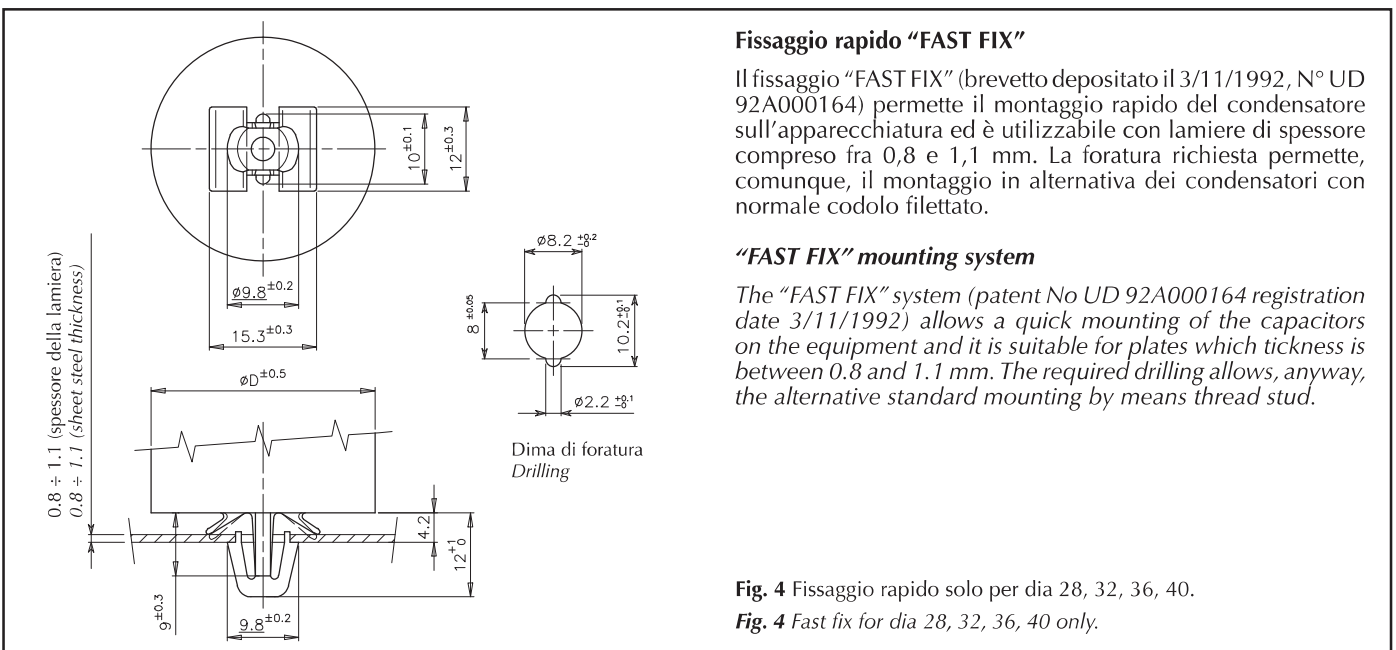 Fissaggio rapido “FAST FIX”
Il fissaggio “FAST FIX” (brevetto depositato il 3/11/1992, N° UD
92A000164) permette il montaggio rapido del condensatore
sull’apparecchiatura ed è utilizzabile con lamiere di spessore
compreso fra 0,8 e 1,1 mm. La foratura richiesta permette,
comunque, il montaggio in alternativa dei condensatori con
normale codolo filettato.
“FAST FIX” mounting system
The “FAST FIX” system (patent No UD 92A000164 registration
date 3/11/1992) allows a quick mounting of the capacitors
on the equipment and it is suitable for plates which tickness is
between 0.8 and 1.1 mm. The required drilling allows, anyway,
the alternative standard mounting by means thread stud.
Fig. 4 Fissaggio rapido solo per dia 28, 32, 36, 40.
Fig. 4 Fast fix for dia 28, 32, 36, 40 only.
10±0.1
12±0.3
ø9.8±0.2
15.3±0.3
øD±0.5
0.8 ÷ 1.1 (spessore della lamiera)
0.8 ÷ 1.1 (sheet steel thickness)
ø8.2 +0.2 -0
8 ±0.05
10.2 +0.1 -0
ø2.2 +0.1 -0
Dima di foratura
Drilling
4.2
12 +1 0
9±0.3
9.8±0.2